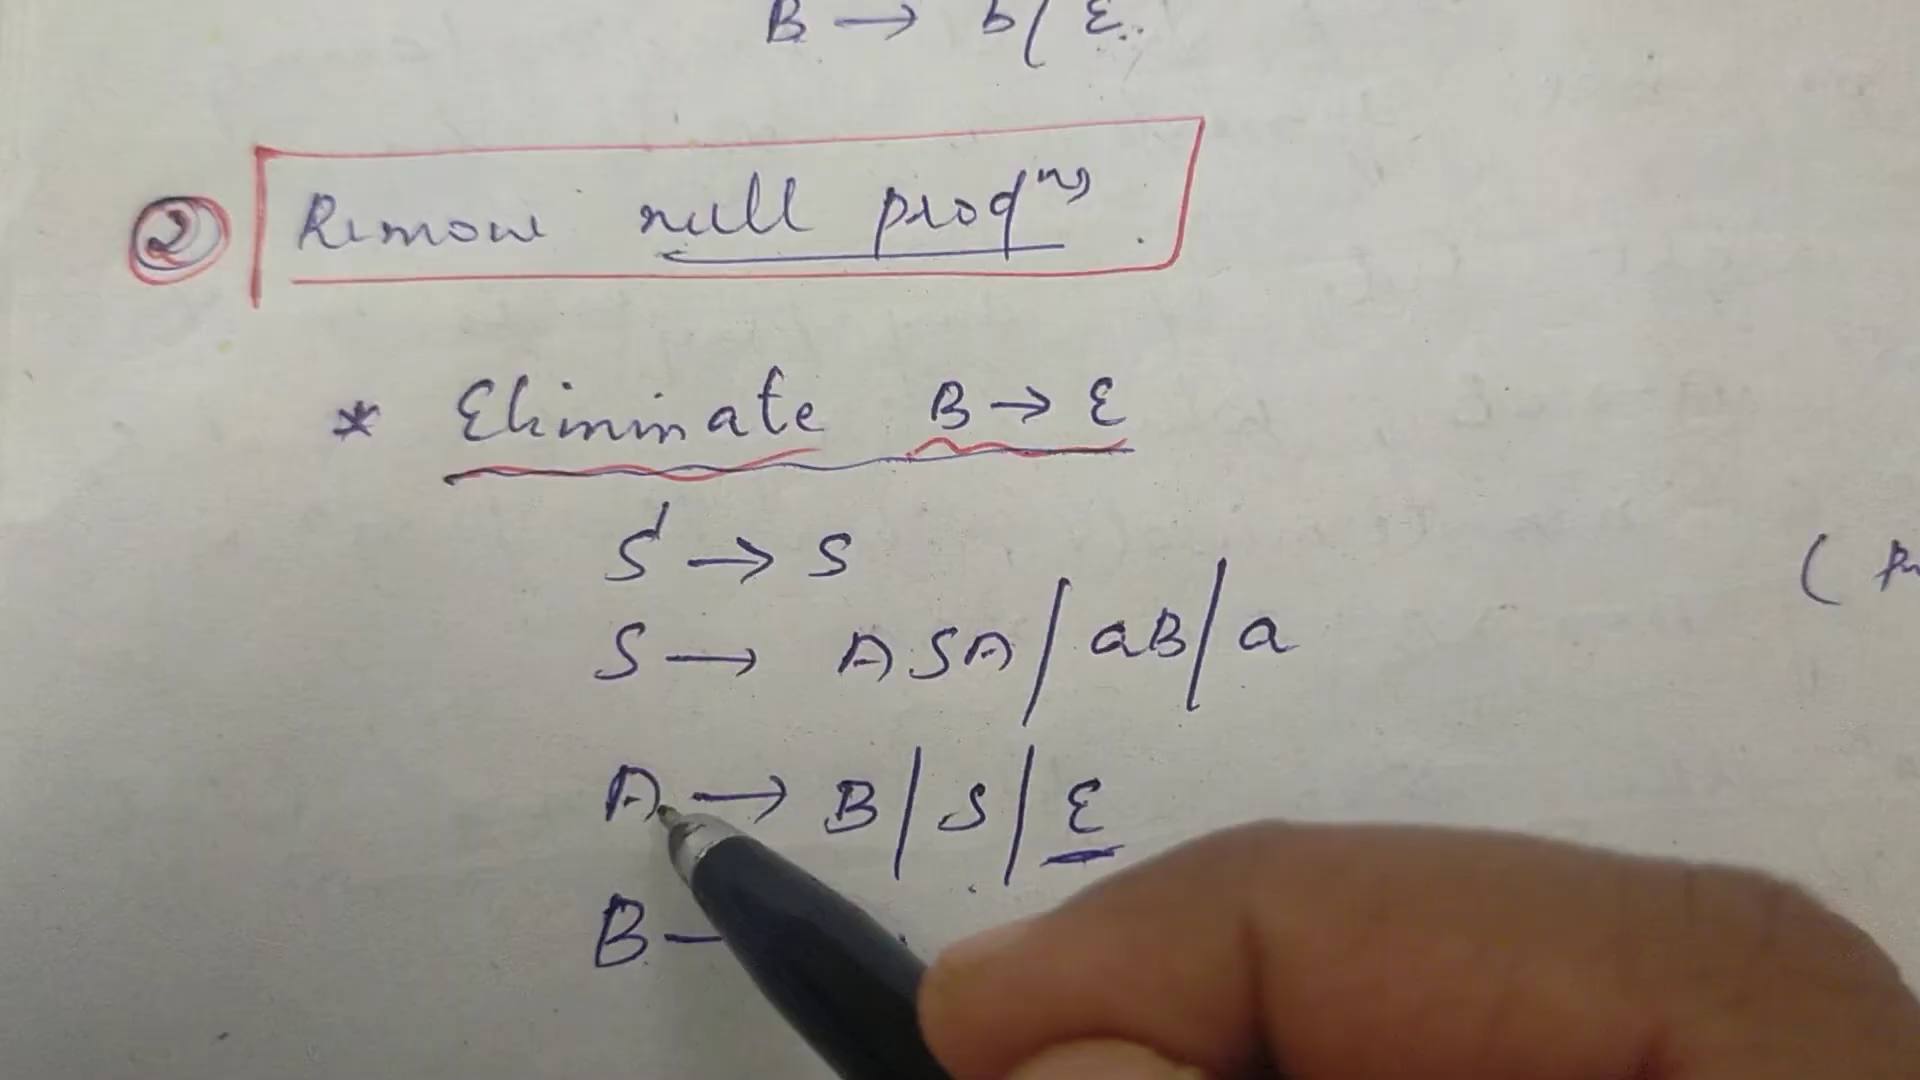 B → b/ε
② Remove null prodⁿˢ
* Eliminate B → ε
S' → S
S → ASA / aB / a
A → B / S / ε
B –
(